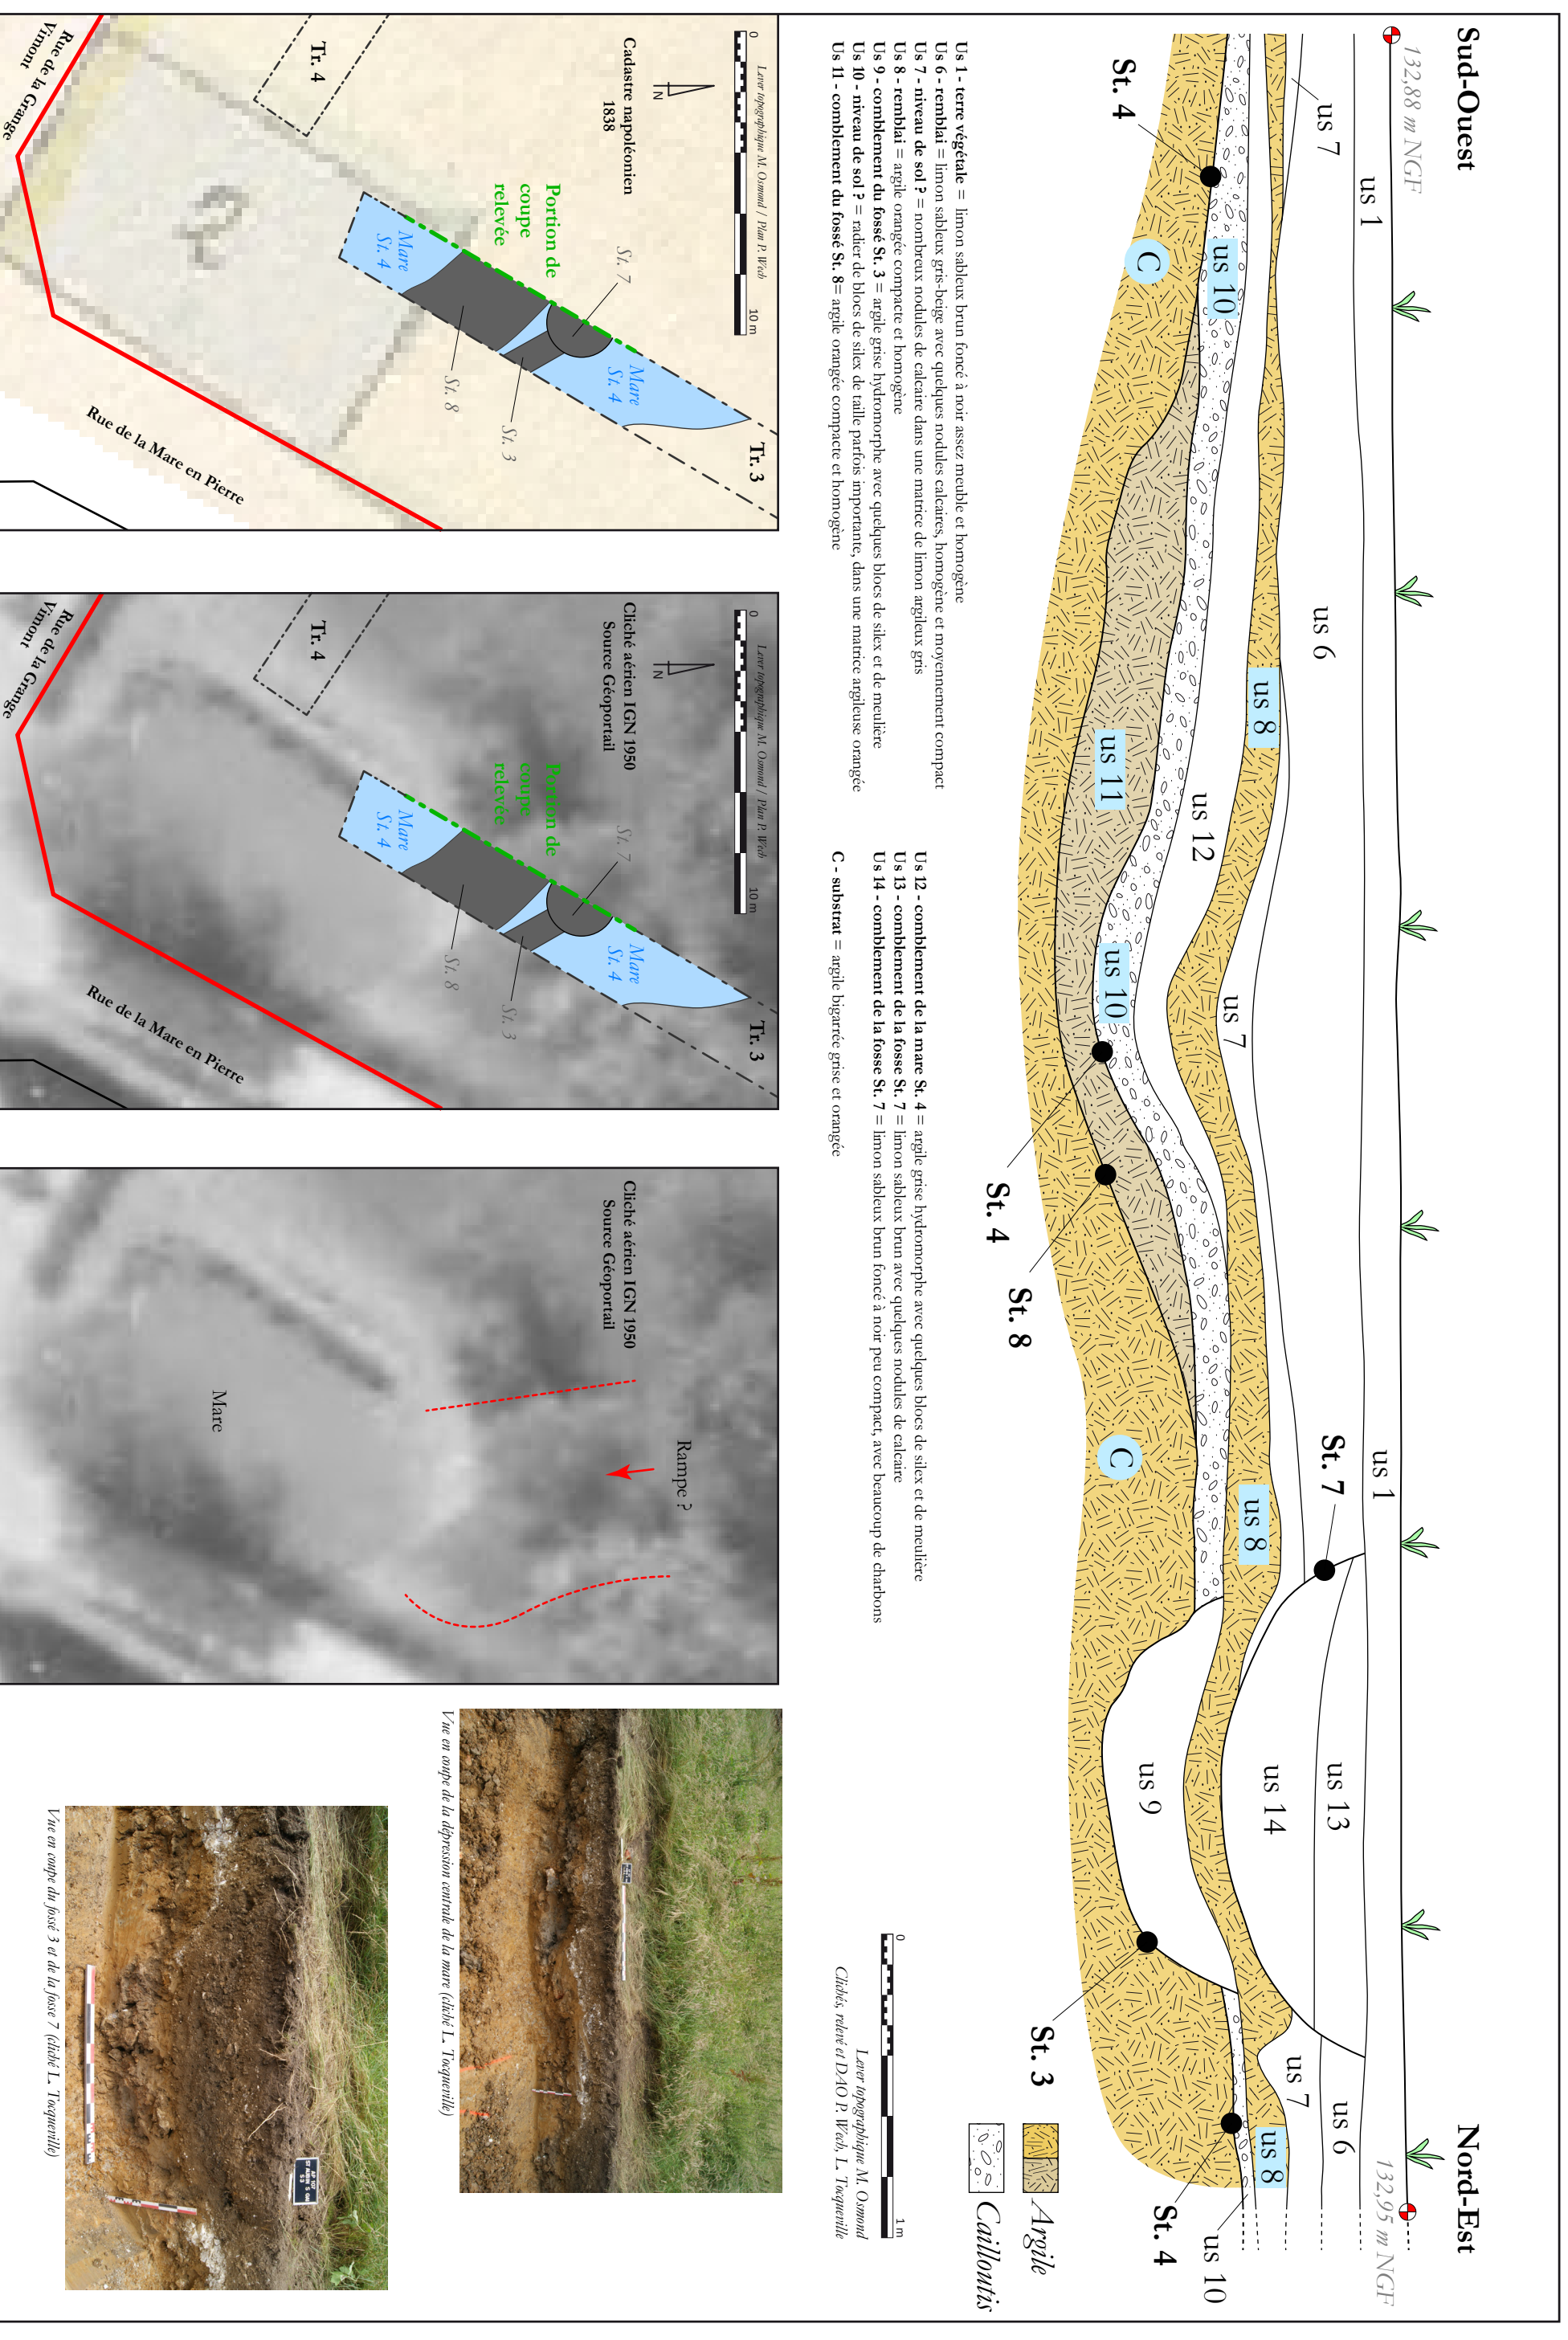 Sud-Ouest
Nord-Est
132,88 m NGF
132,95 m NGF
us 1
us 1
us 7
us 6
St. 7
us 13
us 6
us 10
us 8
us 12
us 7
us 8
us 14
us 7
us 8
St. 4
C
us 11
us 10
C
us 9
us 10
St. 4
St. 8
St. 3
St. 4
Argile
Cailloutis
Us 1 - terre végétale = limon sableux brun foncé à noir assez meuble et homogène
Us 6 - remblai = limon sableux gris-beige avec quelques nodules calcaires, homogène et moyennement compact
Us 7 - niveau de sol ? = nombreux nodules de calcaire dans une matrice de limon argileux gris
Us 8 - remblai = argile orangée compacte et homogène
Us 9 - comblement du fossé St. 3 = argile grise hydromorphe avec quelques blocs de silex et de meulière
Us 10 - niveau de sol ? = radier de blocs de silex de taille parfois importante, dans une matrice argileuse orangée
Us 11 - comblement du fossé St. 8= argile orangée compacte et homogène
Us 12 - comblement de la mare St. 4 = argile grise hydromorphe avec quelques blocs de silex et de meulière
Us 13 - comblement de la fosse St. 7 = limon sableux brun avec quelques nodules de calcaire
Us 14 - comblement de la fosse St. 7 = limon sableux brun foncé à noir peu compact, avec beaucoup de charbons
C - substrat = argile bigarrée grise et orangée
0
1 m
Lever topographique M. Osmond
Clichés, relevé et DAO P. Wech, L. Tocqueville
Lever topographique M. Osmond / Plan P. Wech
0
10 m
Cadastre napoléonien
1838
N
Tr. 4
Tr. 3
Portion de
coupe
relevée
St. 7
Mare
St. 4
Mare
St. 4
St. 8
St. 3
Rue de la Grange
Vimont
Rue de la Mare en Pierre
Lever topographique M. Osmond / Plan P. Wech
0
10 m
Cliché aérien IGN 1950
Source Géoportail
N
Tr. 4
Tr. 3
Portion de
coupe
relevée
St. 7
Mare
St. 4
Mare
St. 4
St. 8
St. 3
Rue de la Grange
Vimont
Rue de la Mare en Pierre
Cliché aérien IGN 1950
Source Géoportail
Rampe ?
Mare
Vue en coupe de la dépression centrale de la mare (cliché L. Tocqueville)
Vue en coupe du fossé 3 et de la fosse 7 (cliché L. Tocqueville)